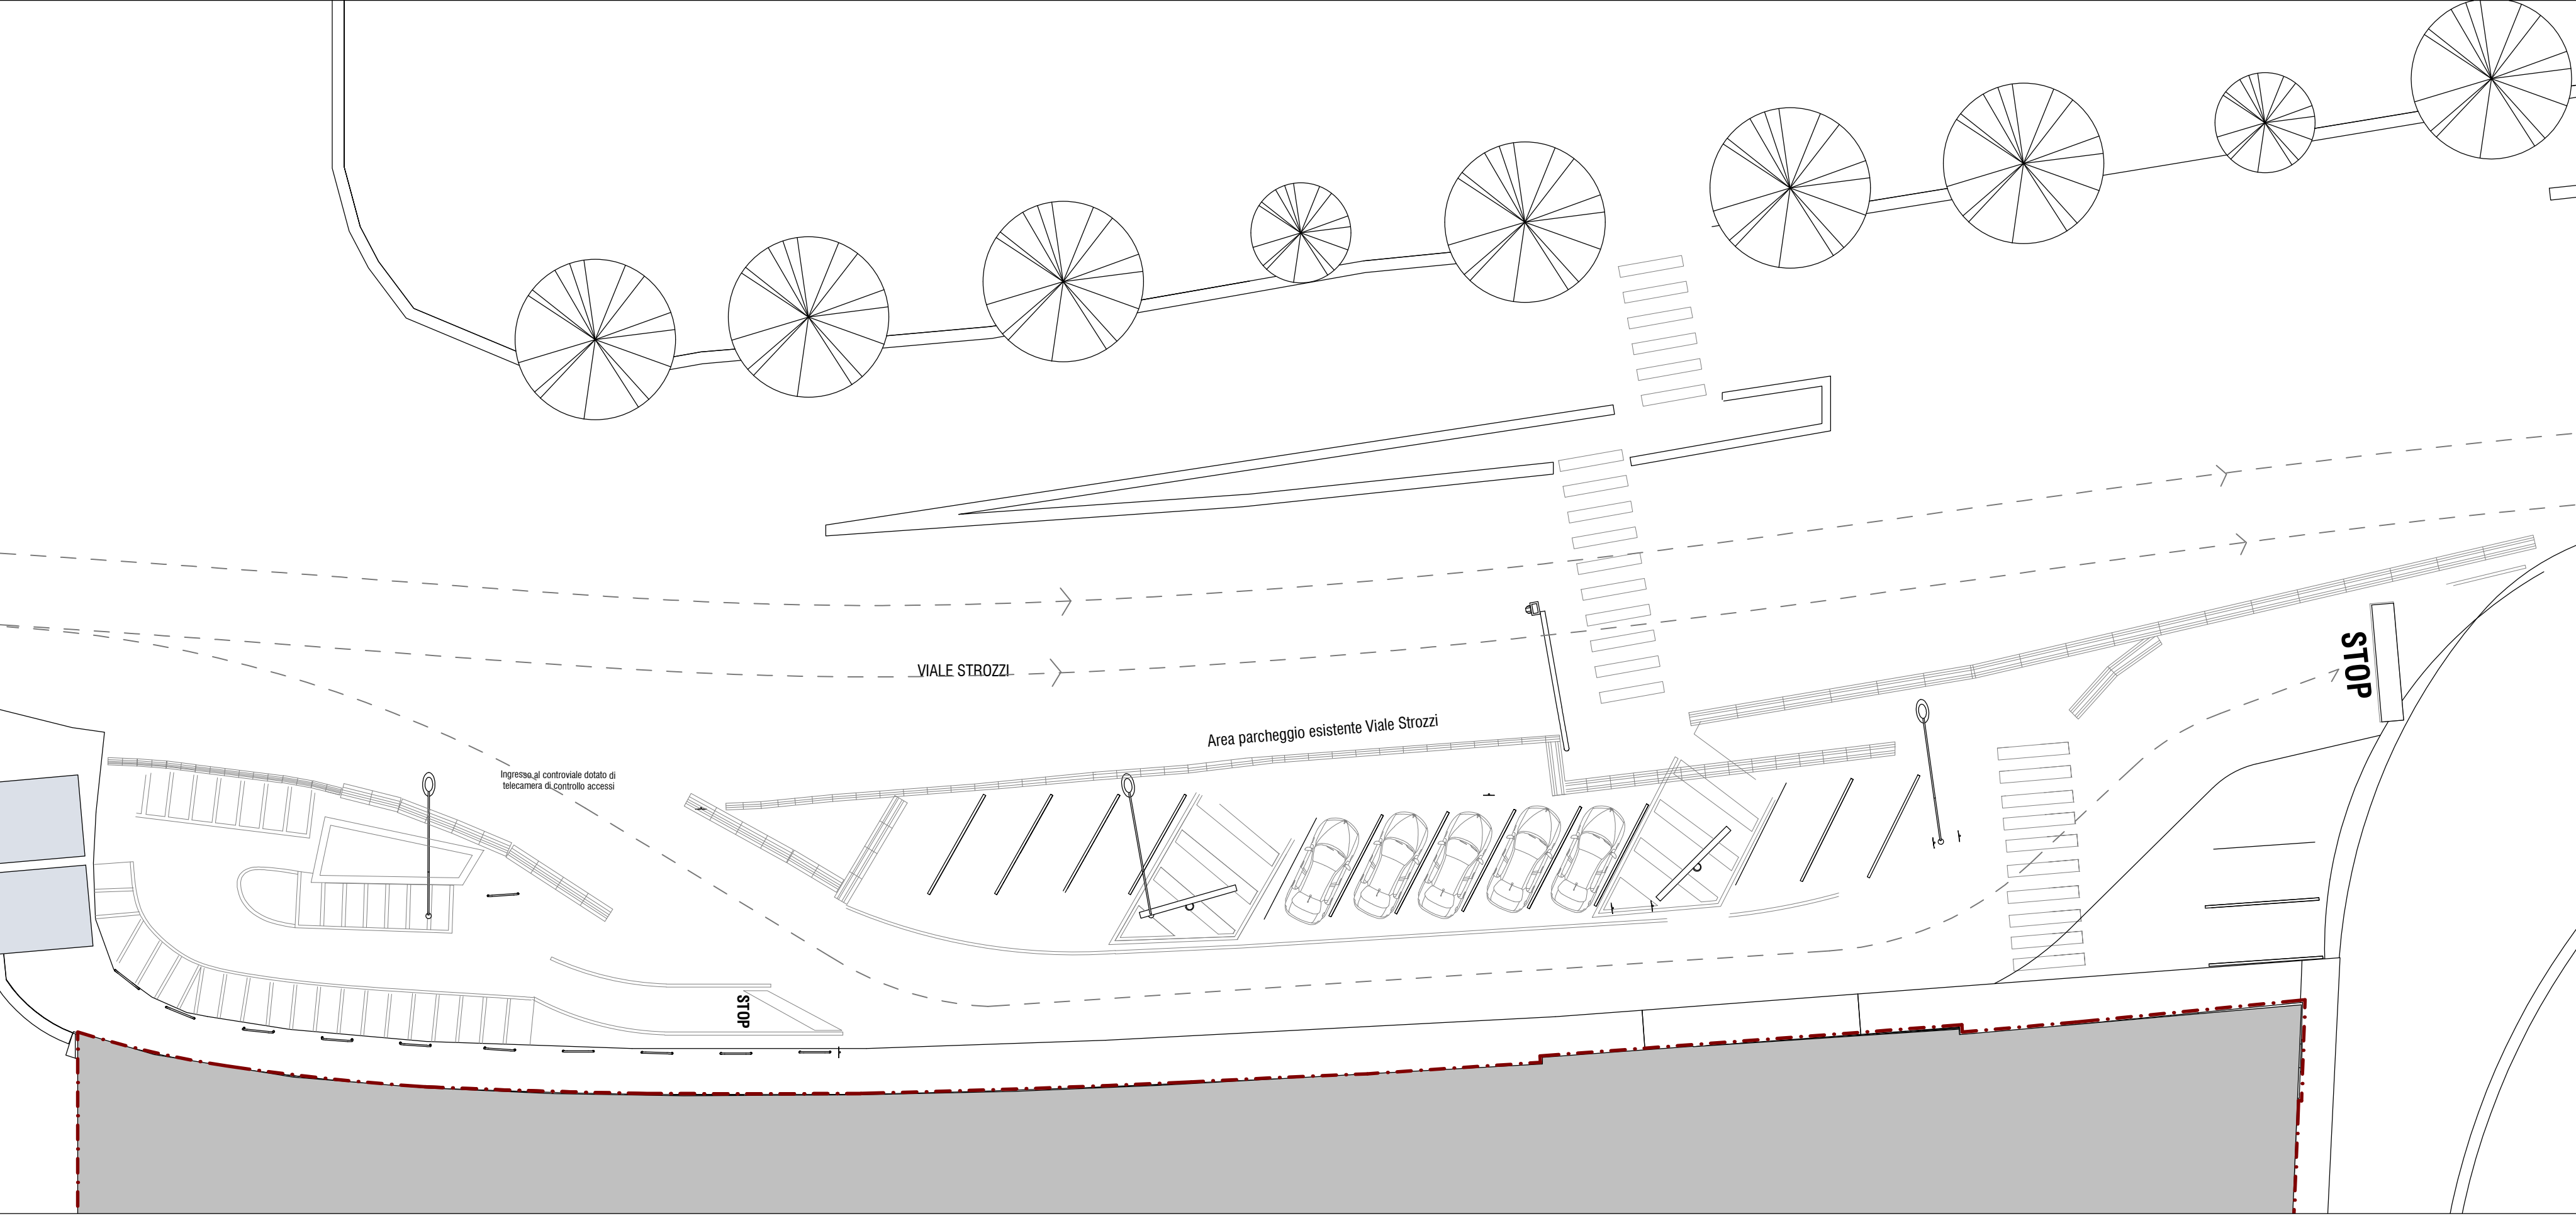 STOP
VIALE STROZZI
Area parcheggio esistente Viale Strozzi
Ingresso al controviale dotato di
telecamera di controllo accessi
STOP